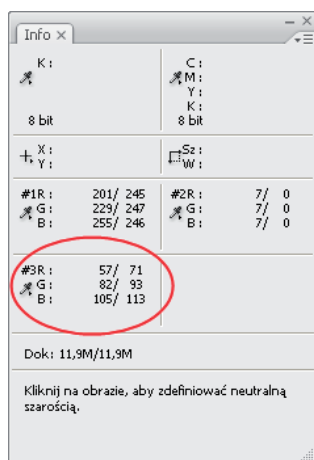 Info ×
K : C :
M :
Y :
K :
8 bit 8 bit
X : Sz :
Y : W :
#1R : 201/ 245 #2R : 7/ 0
G : 229/ 247 G : 7/ 0
B : 255/ 246 B : 7/ 0
#3R : 57/ 71
G : 82/ 93
B : 105/ 113
Dok: 11,9M/11,9M
Kliknij na obrazie, aby zdefiniować neutralną
szarością.